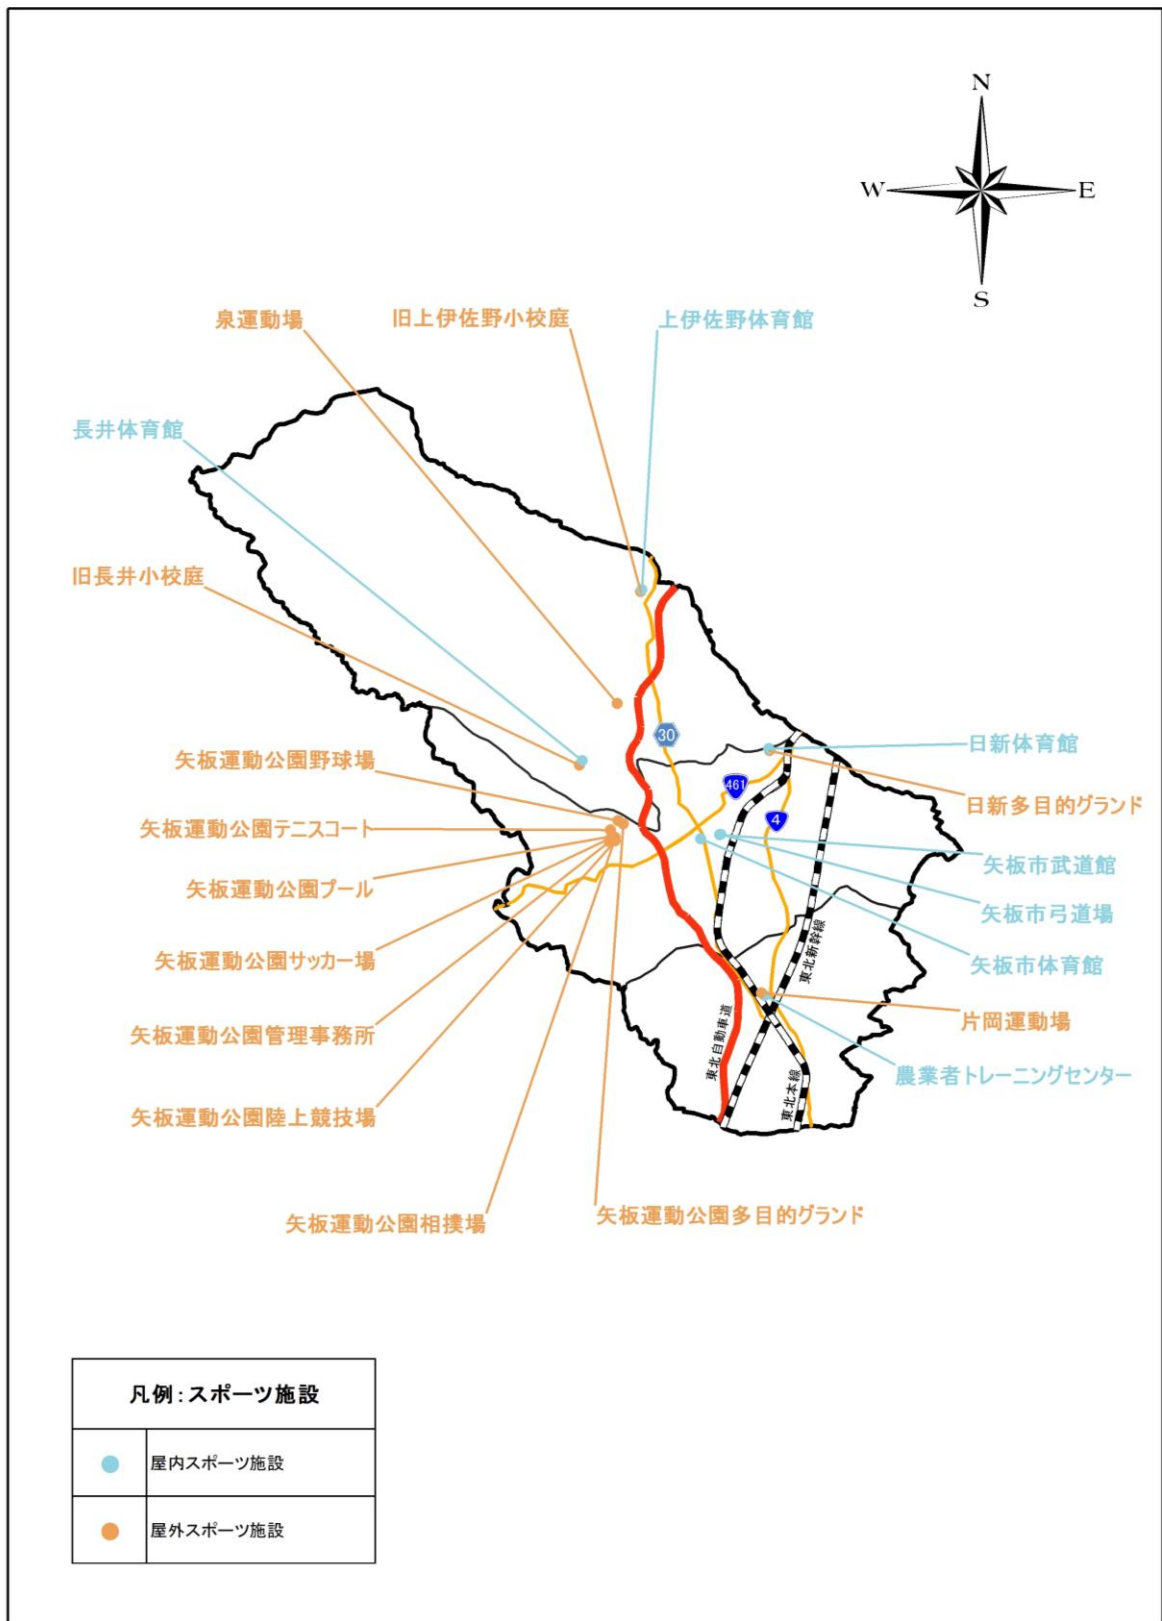 N
W
E
S
泉運動場
旧上伊佐野小校庭
上伊佐野体育館
長井体育館
旧長井小校庭
30
日新体育館
矢板運動公園野球場
461
日新多目的グランド
矢板運動公園テニスコート
4
矢板市武道館
矢板運動公園プール
矢板市弓道場
矢板運動公園サッカー場
東北新幹線
矢板市体育館
矢板運動公園管理事務所
東北自動車道
片岡運動場
東北本線
農業者トレーニングセンター
矢板運動公園陸上競技場
矢板運動公園相撲場
矢板運動公園多目的グランド
凡例:スポーツ施設
屋内スポーツ施設
屋外スポーツ施設